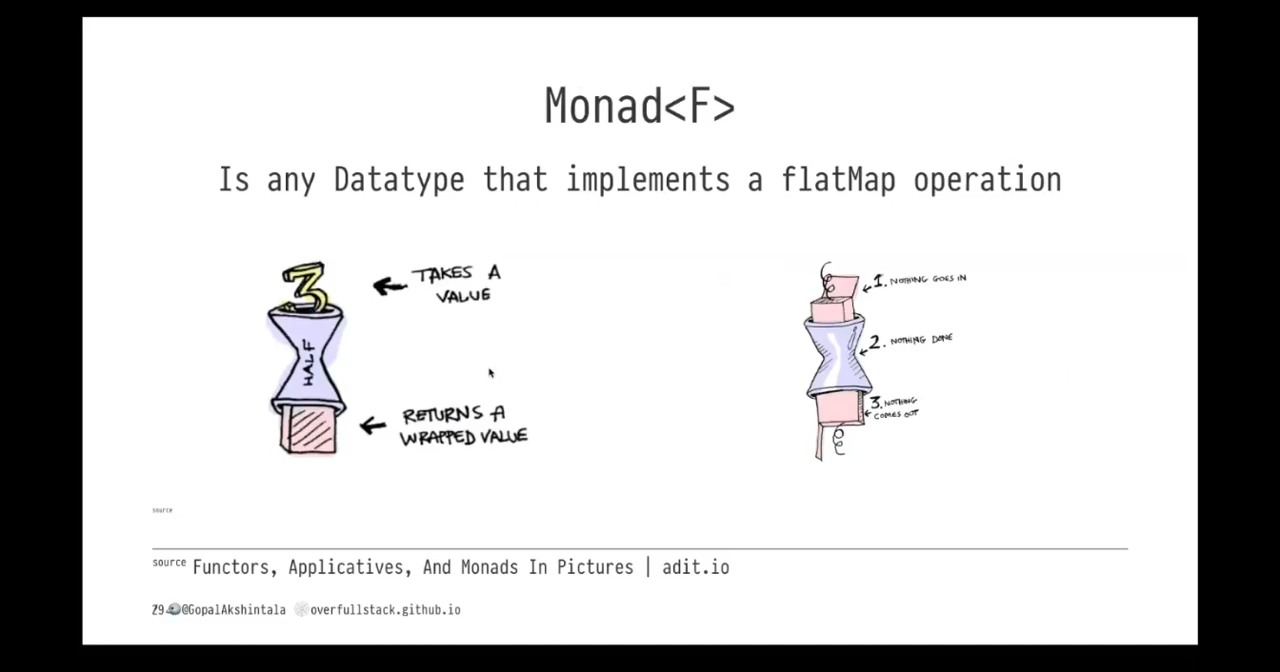 Monad<F>
Is any Datatype that implements a flatMap operation
3
TAKES A
VALUE
HALF
RETURNS A
WRAPPED VALUE
1. NOTHING GOES IN
2. NOTHING DONE
3. NOTHING
COMES OUT
source
source Functors, Applicatives, And Monads In Pictures | adit.io
29 @GopalAkshintala overfullstack.github.io